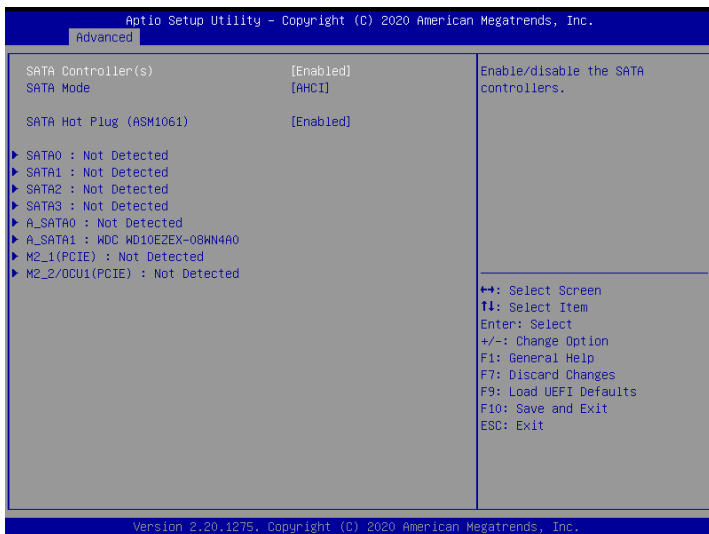 Aptio Setup Utility – Copyright (C) 2020 American Megatrends, Inc.
Advanced
SATA Controller(s) [Enabled]
SATA Mode [AHCI]
SATA Hot Plug (ASM1061) [Enabled]
SATA0 : Not Detected
SATA1 : Not Detected
SATA2 : Not Detected
SATA3 : Not Detected
A_SATA0 : Not Detected
A_SATA1 : WDC WD10EZEX-08WN4A0
M2_1(PCIE) : Not Detected
M2_2/OCU1(PCIE) : Not Detected
Enable/disable the SATA
controllers.
↔: Select Screen
↑↓: Select Item
Enter: Select
+/-: Change Option
F1: General Help
F7: Discard Changes
F9: Load UEFI Defaults
F10: Save and Exit
ESC: Exit
Version 2.20.1275. Copyright (C) 2020 American Megatrends, Inc.